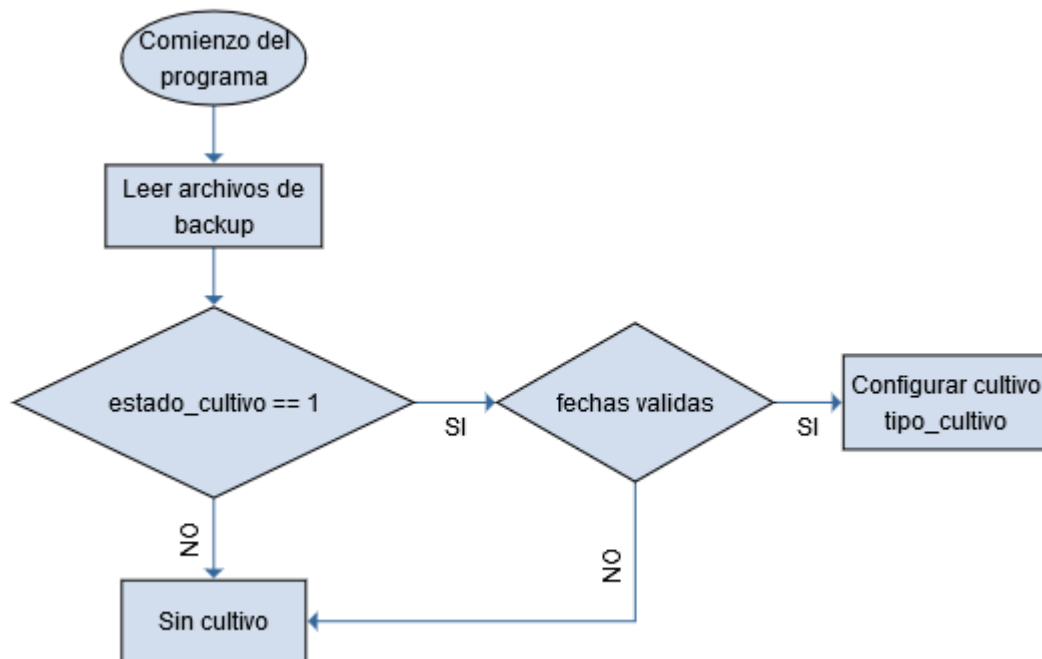 Comienzo del
programa
Leer archivos de
backup
estado_cultivo == 1
SI
fechas validas
SI
Configurar cultivo
tipo_cultivo
NO
NO
Sin cultivo